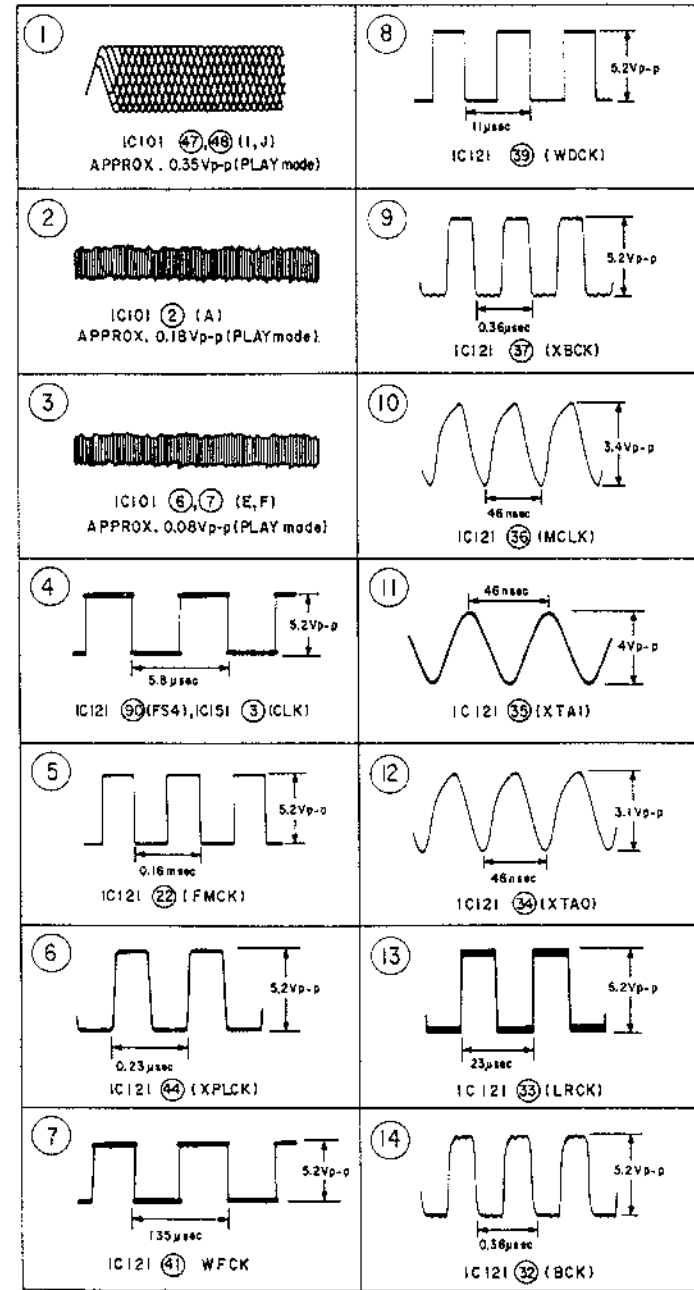 1
IC101 47, 48 (I, J)
APPROX. 0.35Vp-p (PLAY mode)
2
IC101 2 (A)
APPROX. 0.18Vp-p (PLAY mode)
3
IC101 6, 7 (E, F)
APPROX. 0.08Vp-p (PLAY mode)
4
5.2Vp-p
5.8μsec
IC121 90 (FS4), IC151 3 (CLK)
5
5.2Vp-p
0.16msec
IC121 22 (FMCK)
6
5.2Vp-p
0.23μsec
IC121 44 (XPLCK)
7
5.2Vp-p
135μsec
IC121 41 WFCK
8
5.2Vp-p
11μsec
IC121 39 (WDCK)
9
5.2Vp-p
0.36μsec
IC121 37 (XBCK)
10
3.4Vp-p
46nsec
IC121 36 (MCLK)
11
46nsec
4Vp-p
IC121 35 (XTAI)
12
3.1Vp-p
46nsec
IC121 34 (XTAO)
13
5.2Vp-p
23μsec
IC121 33 (LRCK)
14
5.2Vp-p
0.36μsec
IC121 32 (BCK)